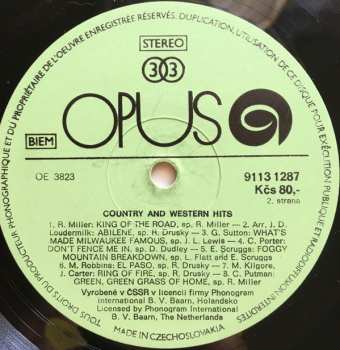 TOUS DROITS DU PRODUCTEUR PHONOGRAPHIQUE ET DU PROPRIÉTAIRE DE L'OEUVRE ENREGISTRÉE RÉSERVÉS. DUPLICATION, UTILISATION DE CE DISQUE POUR EXÉCUTION PUBLIQUE ET RADIODIFFUSION INTERDITES
STEREO
33
OPUS
BIEM
OE 3823
9113 1287
Kčs 80,-
2. strana
COUNTRY AND WESTERN HITS
1. R. Miller: KING OF THE ROAD, sp. R. Miller — 2. Arr. J. D.
Loudermilk: ABILENE, sp. R. Drusky — 3. G. Sutton: WHAT'S
MADE MILWAUKEE FAMOUS, sp. J. L. Lewis — 4. C. Porter:
DON'T FENCE ME IN, sp. D. Dudley — 5. E. Scruggs: FOGGY
MOUNTAIN BREAKDOWN, sp. L. Flatt e E. Scruggs —
6. M. Robbins: EL PASO, sp. R. Drusky — 7. M. Kilgore,
J. Carter: RING OF FIRE, sp. R. Drusky — 8. C. Putman:
GREEN, GREEN GRASS OF HOME, sp. R. Miller
Vyrobené v ČSSR v licencii firmy Phonogram
International B. V. Baarn, Holandsko
Licensed by Phonogram International
B. V. Baarn, The Netherlands
MADE IN CZECHOSLOVAKIA